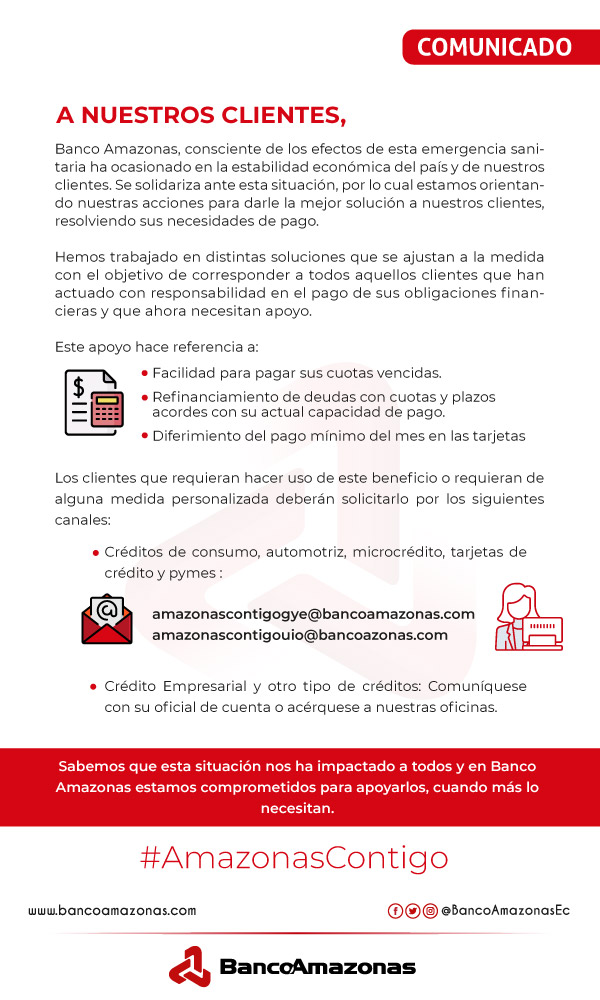 COMUNICADO
A NUESTROS CLIENTES,
Banco Amazonas, consciente de los efectos de esta emergencia sani-
taria ha ocasionado en la estabilidad económica del país y de nuestros
clientes. Se solidariza ante esta situación, por lo cual estamos orientan-
do nuestras acciones para darle la mejor solución a nuestros clientes,
resolviendo sus necesidades de pago.
Hemos trabajado en distintas soluciones que se ajustan a la medida
con el objetivo de corresponder a todos aquellos clientes que han
actuado con responsabilidad en el pago de sus obligaciones finan-
cieras y que ahora necesitan apoyo.
Este apoyo hace referencia a:
$
• Facilidad para pagar sus cuotas vencidas.
• Refinanciamiento de deudas con cuotas y plazos
acordes con su actual capacidad de pago.
• Diferimiento del pago mínimo del mes en las tarjetas
Los clientes que requieran hacer uso de este beneficio o requieran de
alguna medida personalizada deberán solicitarlo por los siguientes
canales:
• Créditos de consumo, automotriz, microcrédito, tarjetas de
crédito y pymes :
@
amazonascontigogye@bancoamazonas.com
amazonascontigouio@bancoazonas.com
• Crédito Empresarial y otro tipo de créditos: Comuníquese
con su oficial de cuenta o acérquese a nuestras oficinas.
Sabemos que esta situación nos ha impactado a todos y en Banco
Amazonas estamos comprometidos para apoyarlos, cuando más lo
necesitan.
#AmazonasContigo
www.bancoamazonas.com
@BancoAmazonasEc
BancoAmazonas